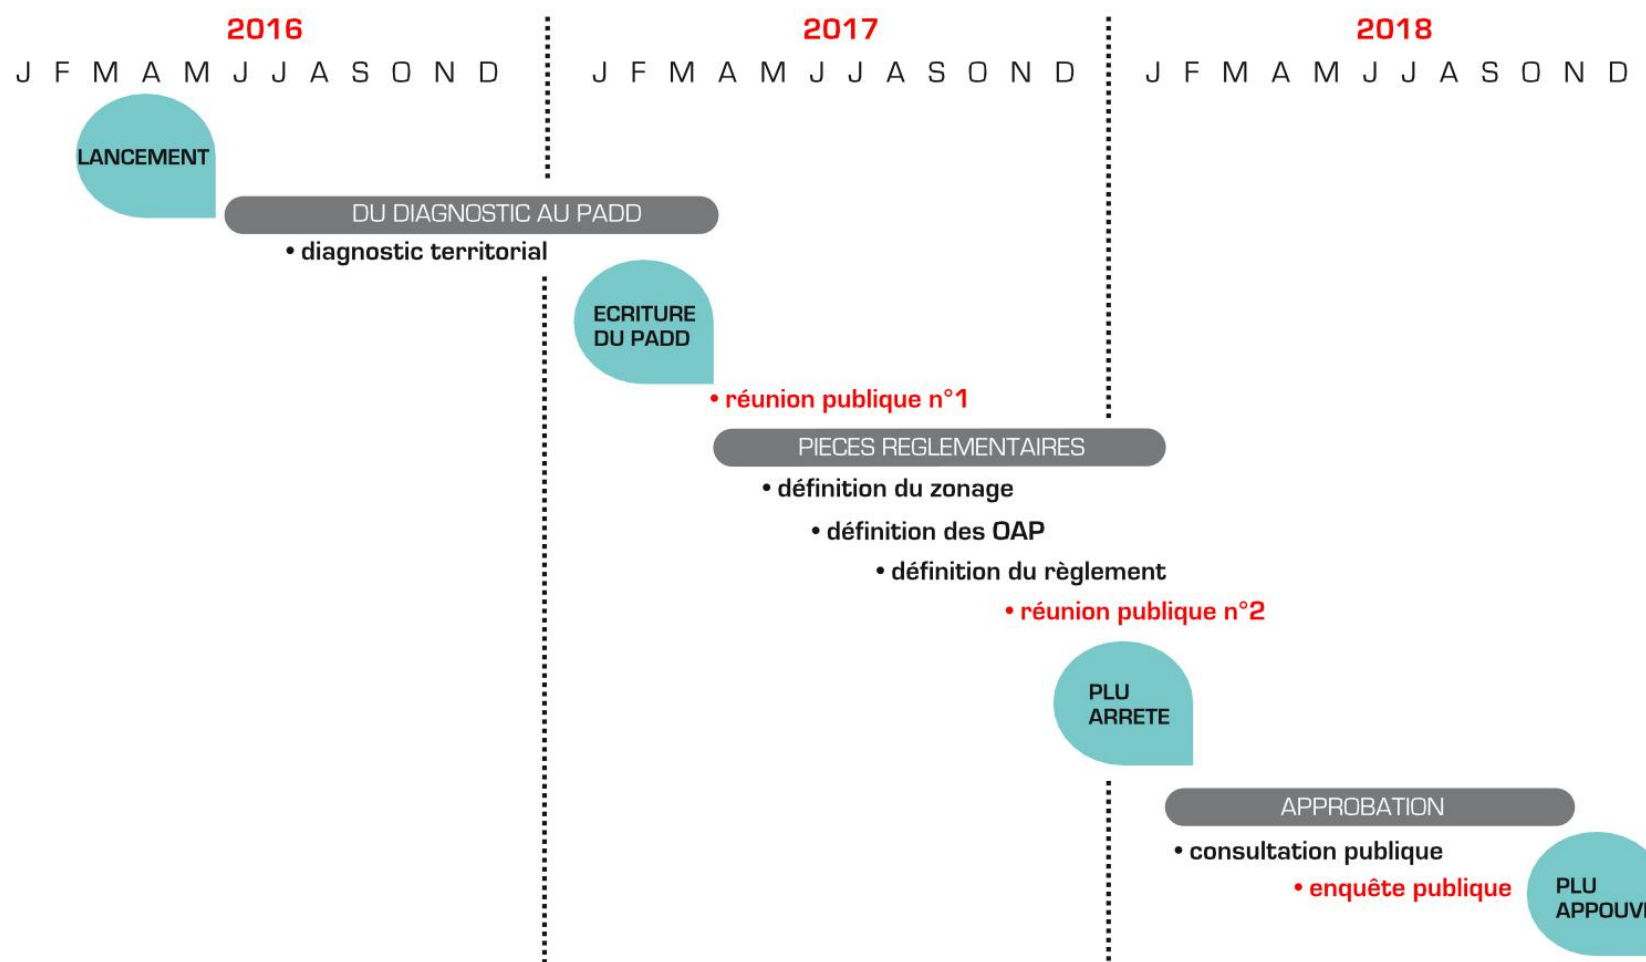 2016 2017 2018
J F M A M J J A S O N D J F M A M J J A S O N D J F M A M J J A S O N D
LANCEMENT
DU DIAGNOSTIC AU PADD
• diagnostic territorial
ECRITURE
DU PADD
• réunion publique n°1
PIECES REGLEMENTAIRES
• définition du zonage
• définition des OAP
• définition du règlement
• réunion publique n°2
PLU
ARRETE
APPROBATION
• consultation publique
• enquête publique
PLU
APPOUVE